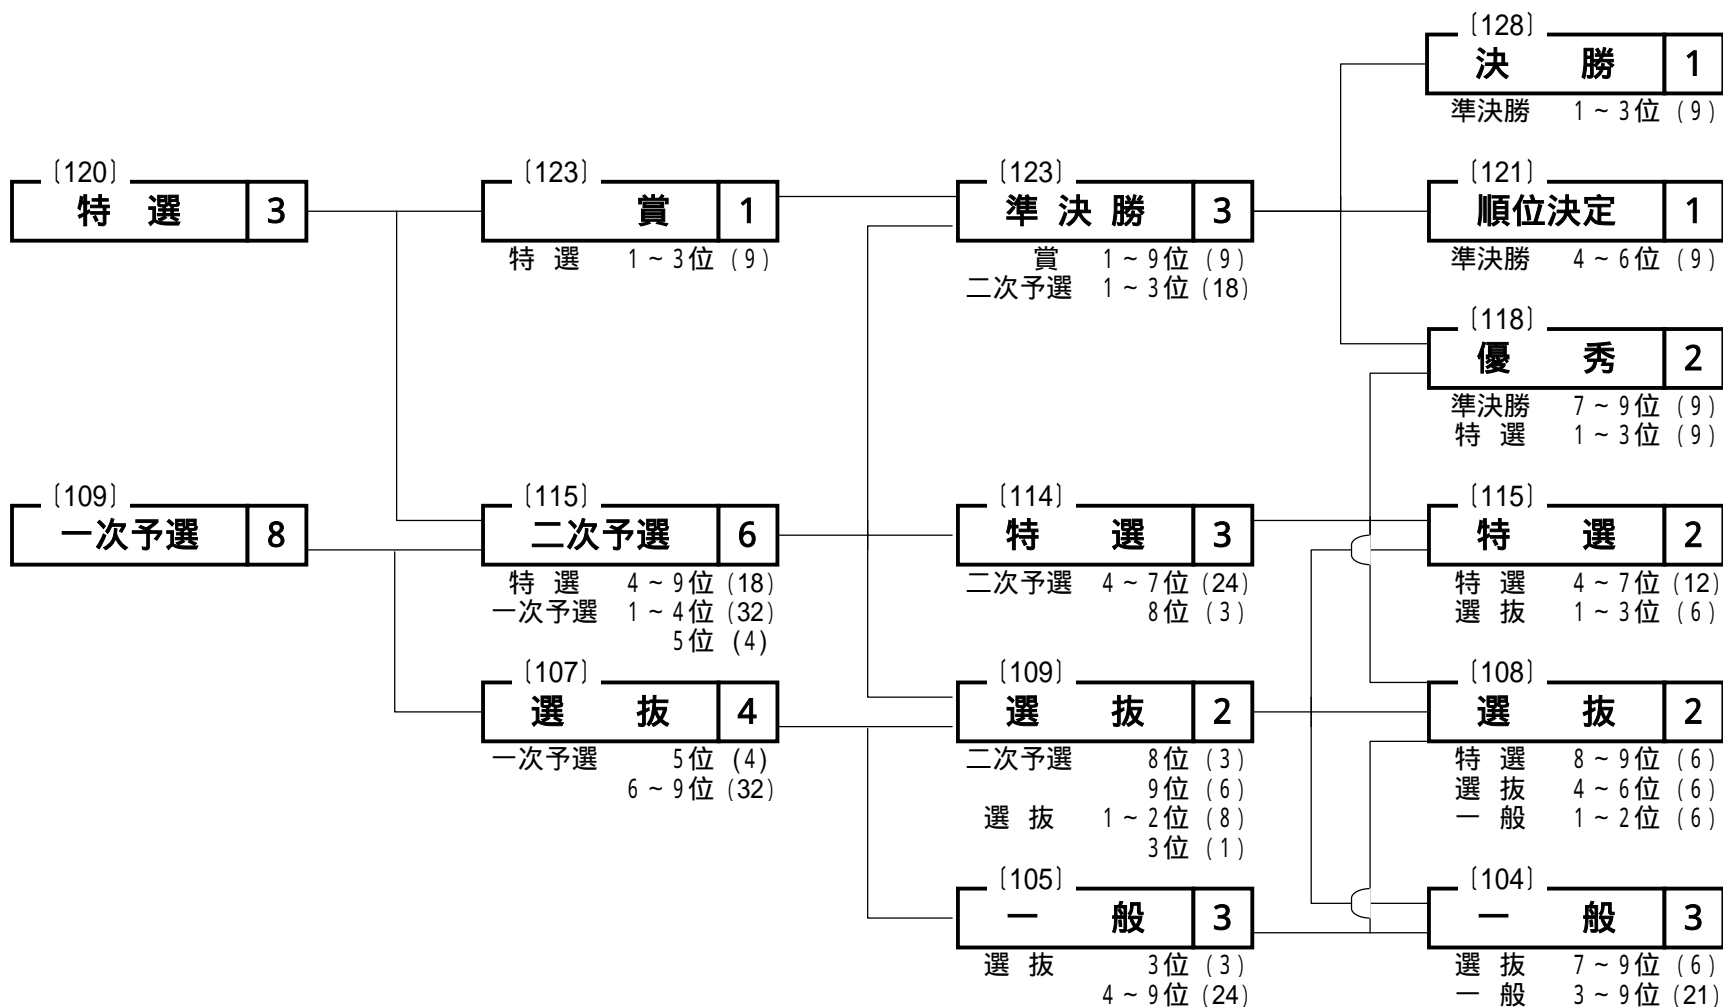 〔120〕
特 選 3
〔109〕
一次予選 8
〔123〕
賞 1
特 選 1~3位 (9)
〔115〕
二次予選 6
特 選 4~9位 (18)
一次予選 1~4位 (32)
5位 (4)
〔107〕
選 抜 4
一次予選 5位 (4)
6~9位 (32)
〔123〕
準 決 勝 3
賞 1~9位 (9)
二次予選 1~3位 (18)
〔114〕
特 選 3
二次予選 4~7位 (24)
8位 (3)
〔109〕
選 抜 2
二次予選 8位 (3)
9位 (6)
選 抜 1~2位 (8)
3位 (1)
〔105〕
一 般 3
選 抜 3位 (3)
4~9位 (24)
〔128〕
決 勝 1
準決勝 1~3位 (9)
〔121〕
順位決定 1
準決勝 4~6位 (9)
〔118〕
優 秀 2
準決勝 7~9位 (9)
特 選 1~3位 (9)
〔115〕
特 選 2
特 選 4~7位 (12)
選 抜 1~3位 (6)
〔108〕
選 抜 2
特 選 8~9位 (6)
選 抜 4~6位 (6)
一 般 1~2位 (6)
〔104〕
一 般 3
選 抜 7~9位 (6)
一 般 3~9位 (21)